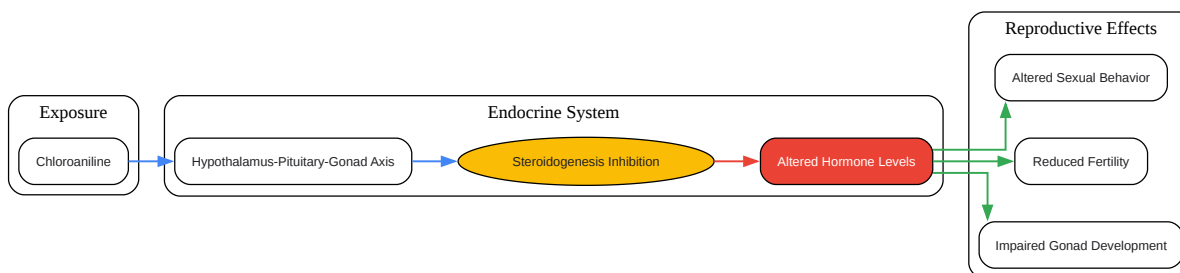 Exposure
Chloroaniline
Endocrine System
Hypothalamus-Pituitary-Gonad Axis
Steroidogenesis Inhibition
Altered Hormone Levels
Reproductive Effects
Altered Sexual Behavior
Reduced Fertility
Impaired Gonad Development